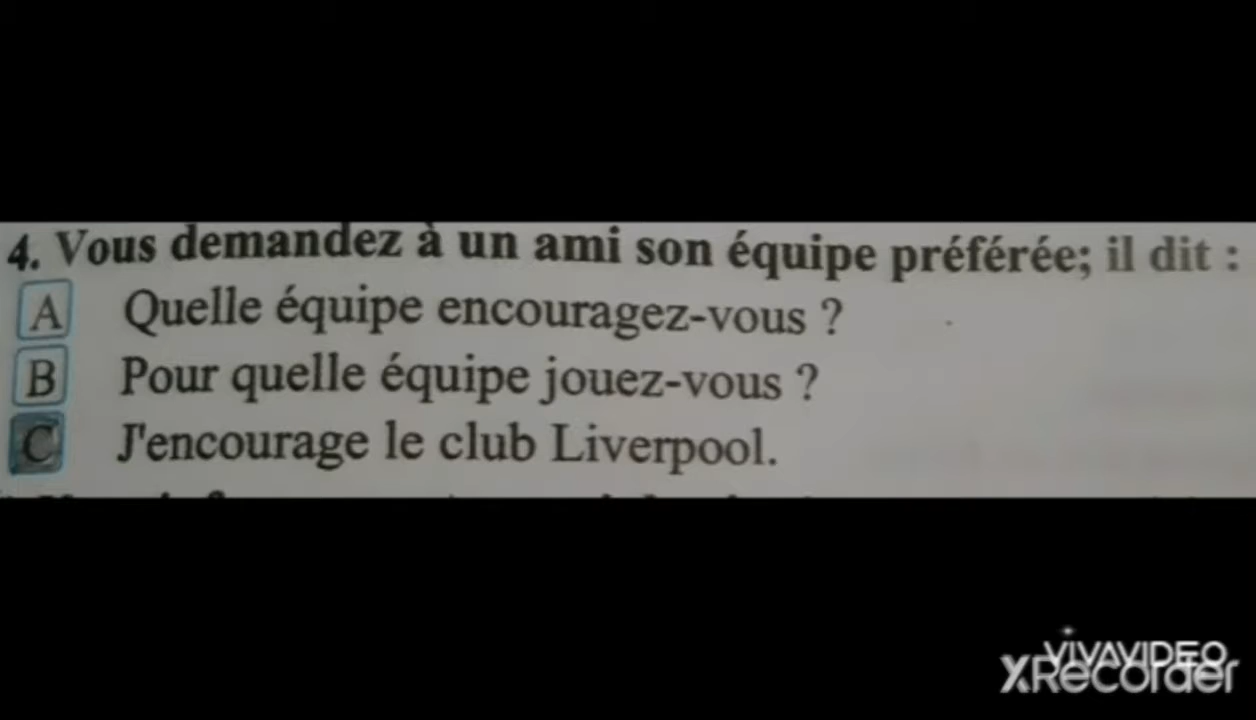 4. Vous demandez à un ami son équipe préférée; il dit :
A Quelle équipe encouragez-vous ?
B Pour quelle équipe jouez-vous ?
C J'encourage le club Liverpool.
VIVAVIDEO
XRecorder